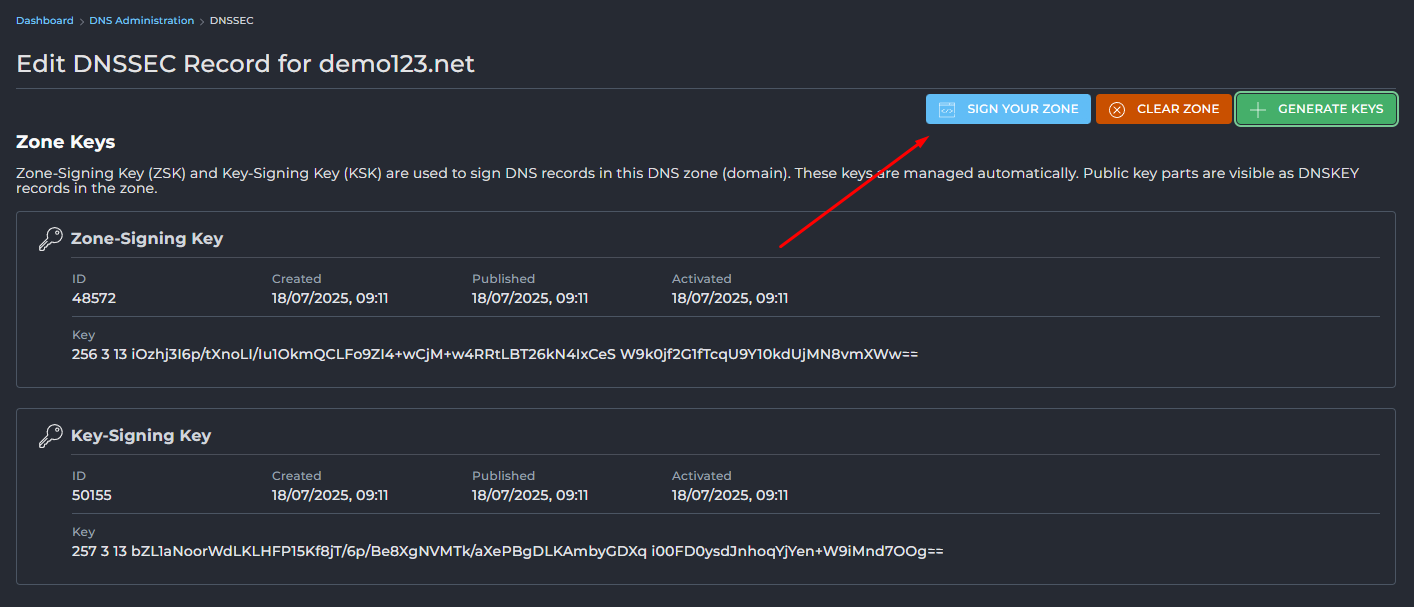 Dashboard > DNS Administration > DNSSEC
Edit DNSSEC Record for demo123.net
SIGN YOUR ZONE CLEAR ZONE GENERATE KEYS
Zone Keys
Zone-Signing Key (ZSK) and Key-Signing Key (KSK) are used to sign DNS records in this DNS zone (domain). These keys are managed automatically. Public key parts are visible as DNSKEY
records in the zone.
Zone-Signing Key
ID Created Published Activated
48572 18/07/2025, 09:11 18/07/2025, 09:11 18/07/2025, 09:11
Key
256 3 13 iOzhj3I6p/tXnoLI/Iu1OkmQCLFo9ZI4+wCjM+w4RRtLBT26kN4IxCeS W9k0jf2G1fTcqU9Y10kdUjMN8vmXWw==
Key-Signing Key
ID Created Published Activated
50155 18/07/2025, 09:11 18/07/2025, 09:11 18/07/2025, 09:11
Key
257 3 13 bZL1aNoorWdLKLHFP15Kf8jT/6p/Be8XgNVMTk/aXePBgDLKAmbyGDXq i00FD0ysdJnhoqYjYen+W9iMnd7OOg==